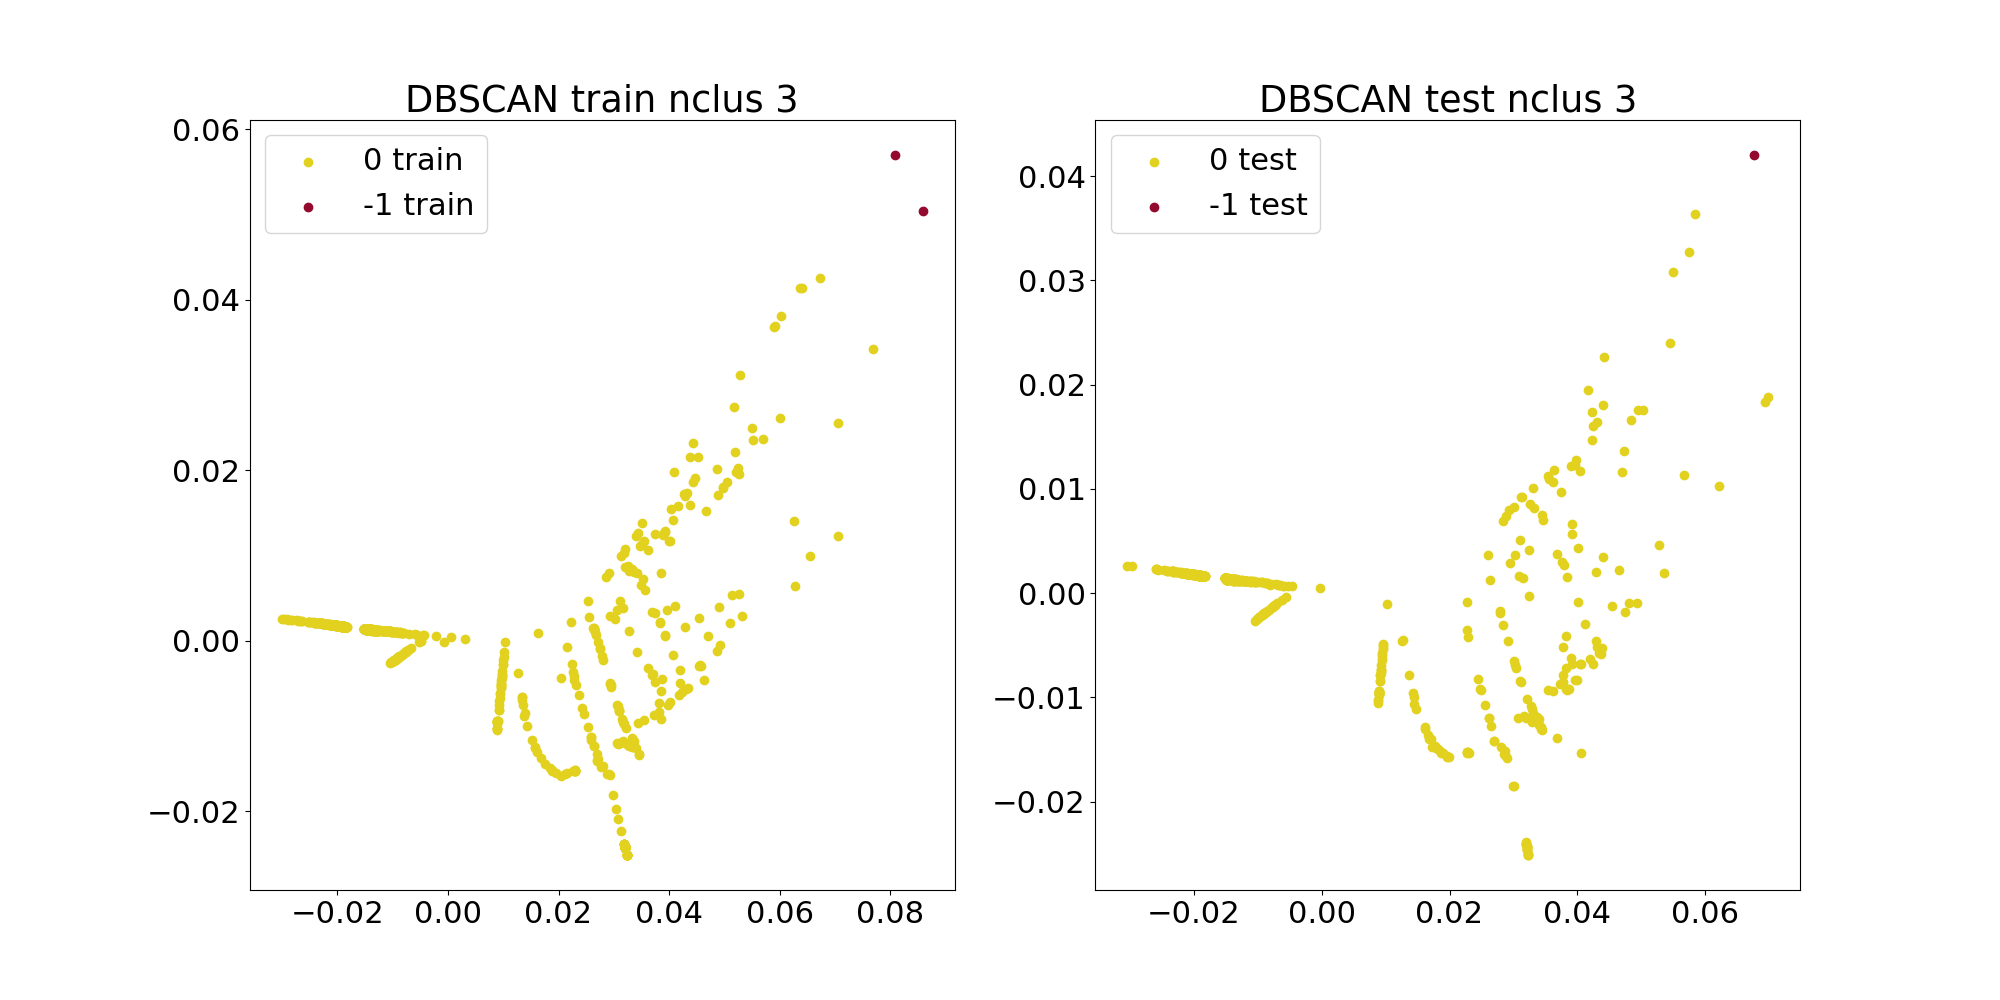 DBSCAN train nclus 3
0 train
-1 train
0.06
0.04
0.02
0.00
−0.02
−0.02 0.00 0.02 0.04 0.06 0.08
DBSCAN test nclus 3
0 test
-1 test
0.04
0.03
0.02
0.01
0.00
−0.01
−0.02
−0.02 0.00 0.02 0.04 0.06